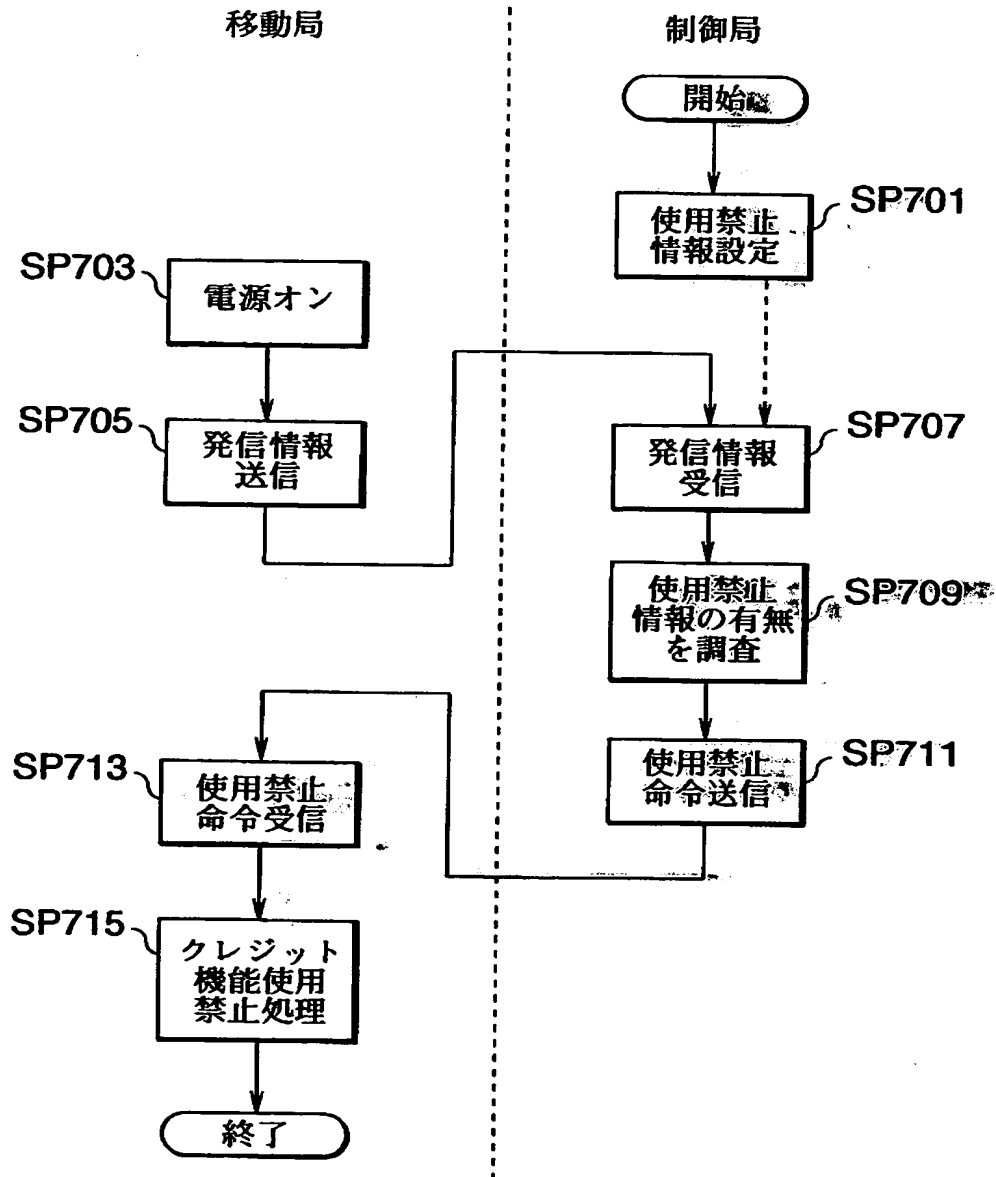 移動局
制御局
開始
SP701
使用禁止
情報設定
SP703
電源オン
SP705
発信情報
送信
SP707
発信情報
受信
SP709
使用禁止
情報の有無
を調査
SP711
使用禁止
命令送信
SP713
使用禁止
命令受信
SP715
クレジット
機能使用
禁止処理
終了